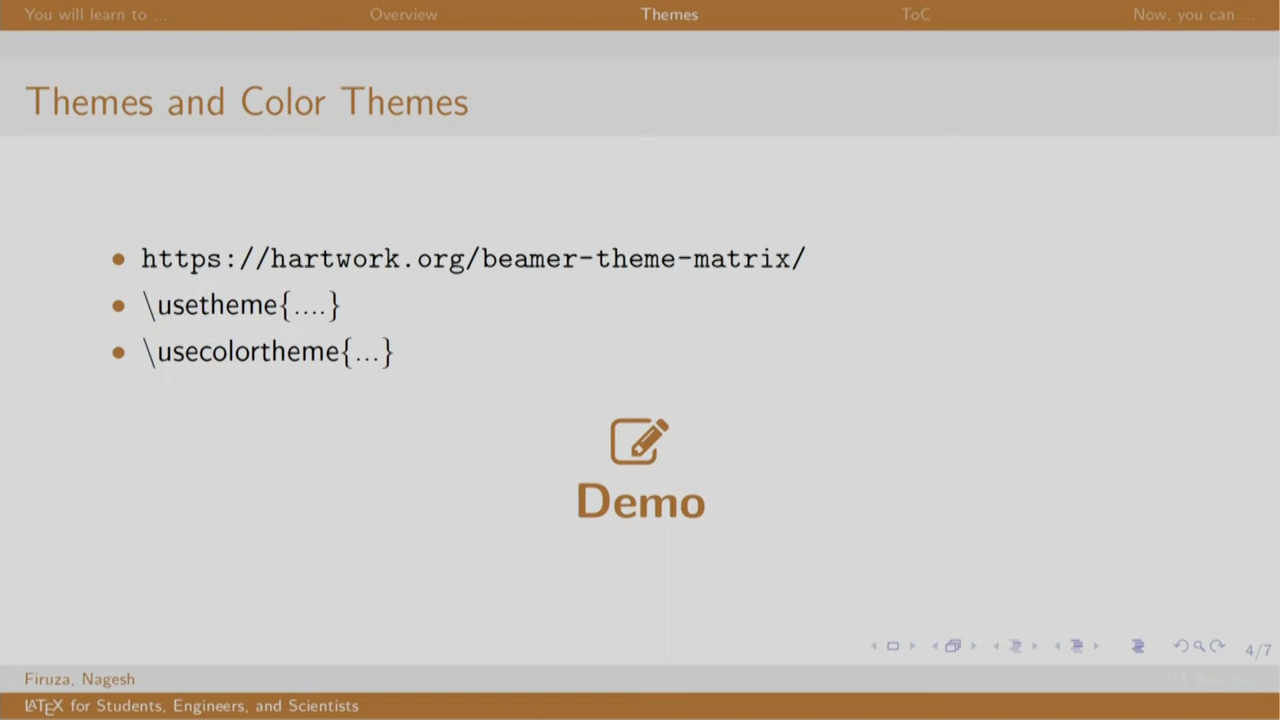 You will learn to ... Overview Themes ToC Now, you can ...
Themes and Color Themes
https://hartwork.org/beamer-theme-matrix/
\usetheme{....}
\usecolortheme{...}
Demo
4/7
Firuza, Nagesh
LATEX for Students, Engineers, and Scientists